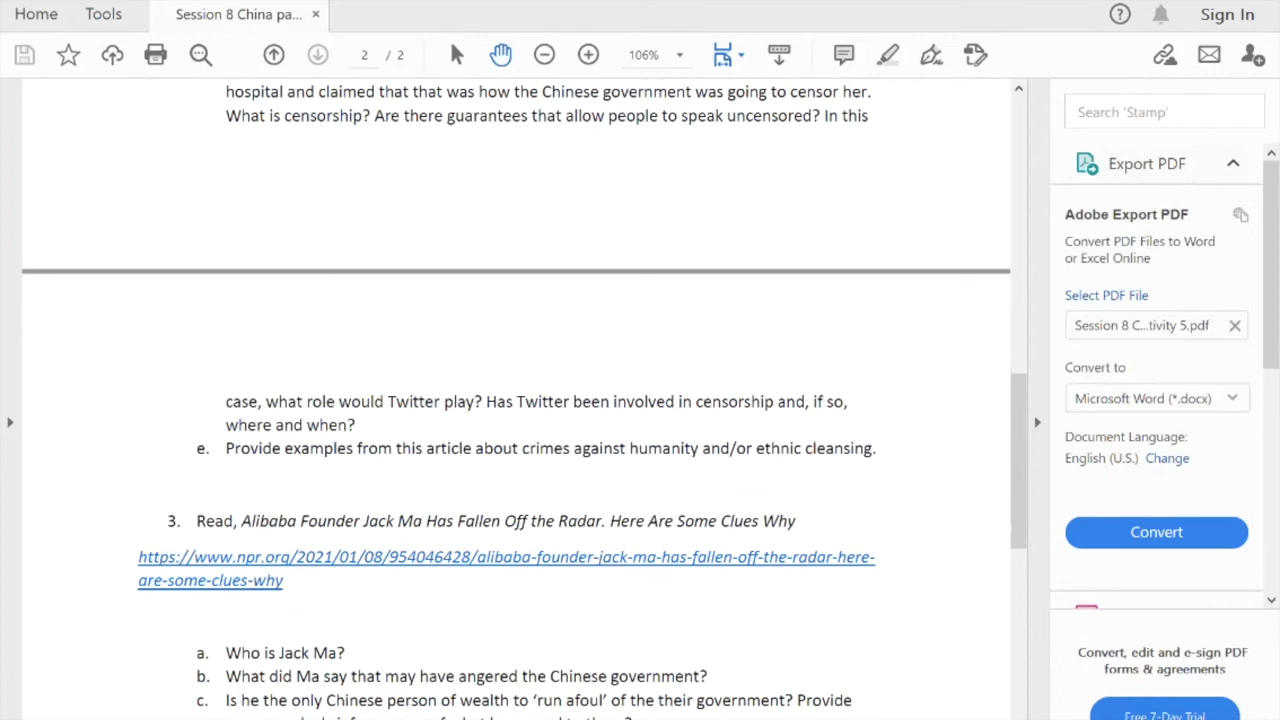 Home Tools Session 8 China pa... × Sign In
2 / 2 106%
hospital and claimed that that was how the Chinese government was going to censor her.
What is censorship? Are there guarantees that allow people to speak uncensored? In this
case, what role would Twitter play? Has Twitter been involved in censorship and, if so,
where and when?
e. Provide examples from this article about crimes against humanity and/or ethnic cleansing.
3. Read, Alibaba Founder Jack Ma Has Fallen Off the Radar. Here Are Some Clues Why
https://www.npr.org/2021/01/08/954046428/alibaba-founder-jack-ma-has-fallen-off-the-radar-here-
are-some-clues-why
a. Who is Jack Ma?
b. What did Ma say that may have angered the Chinese government?
c. Is he the only Chinese person of wealth to ‘run afoul’ of the their government? Provide
Search 'Stamp'
Export PDF
Adobe Export PDF
Convert PDF Files to Word
or Excel Online
Select PDF File
Session 8 C...tivity 5.pdf
Convert to
Microsoft Word (*.docx)
Document Language:
English (U.S.) Change
Convert
Convert, edit and e-sign PDF
forms & agreements
Free 7-Day Trial